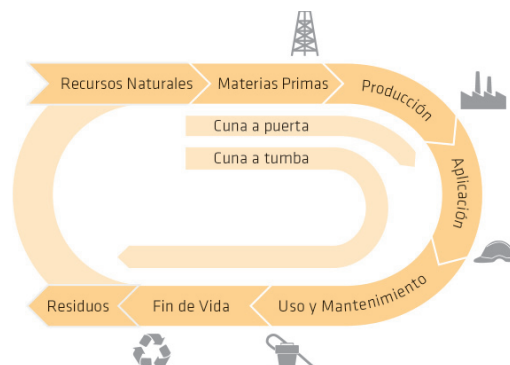 Recursos Naturales
Materias Primas
Producción
Cuna a puerta
Cuna a tumba
Aplicación
Uso y Mantenimiento
Fin de Vida
Residuos